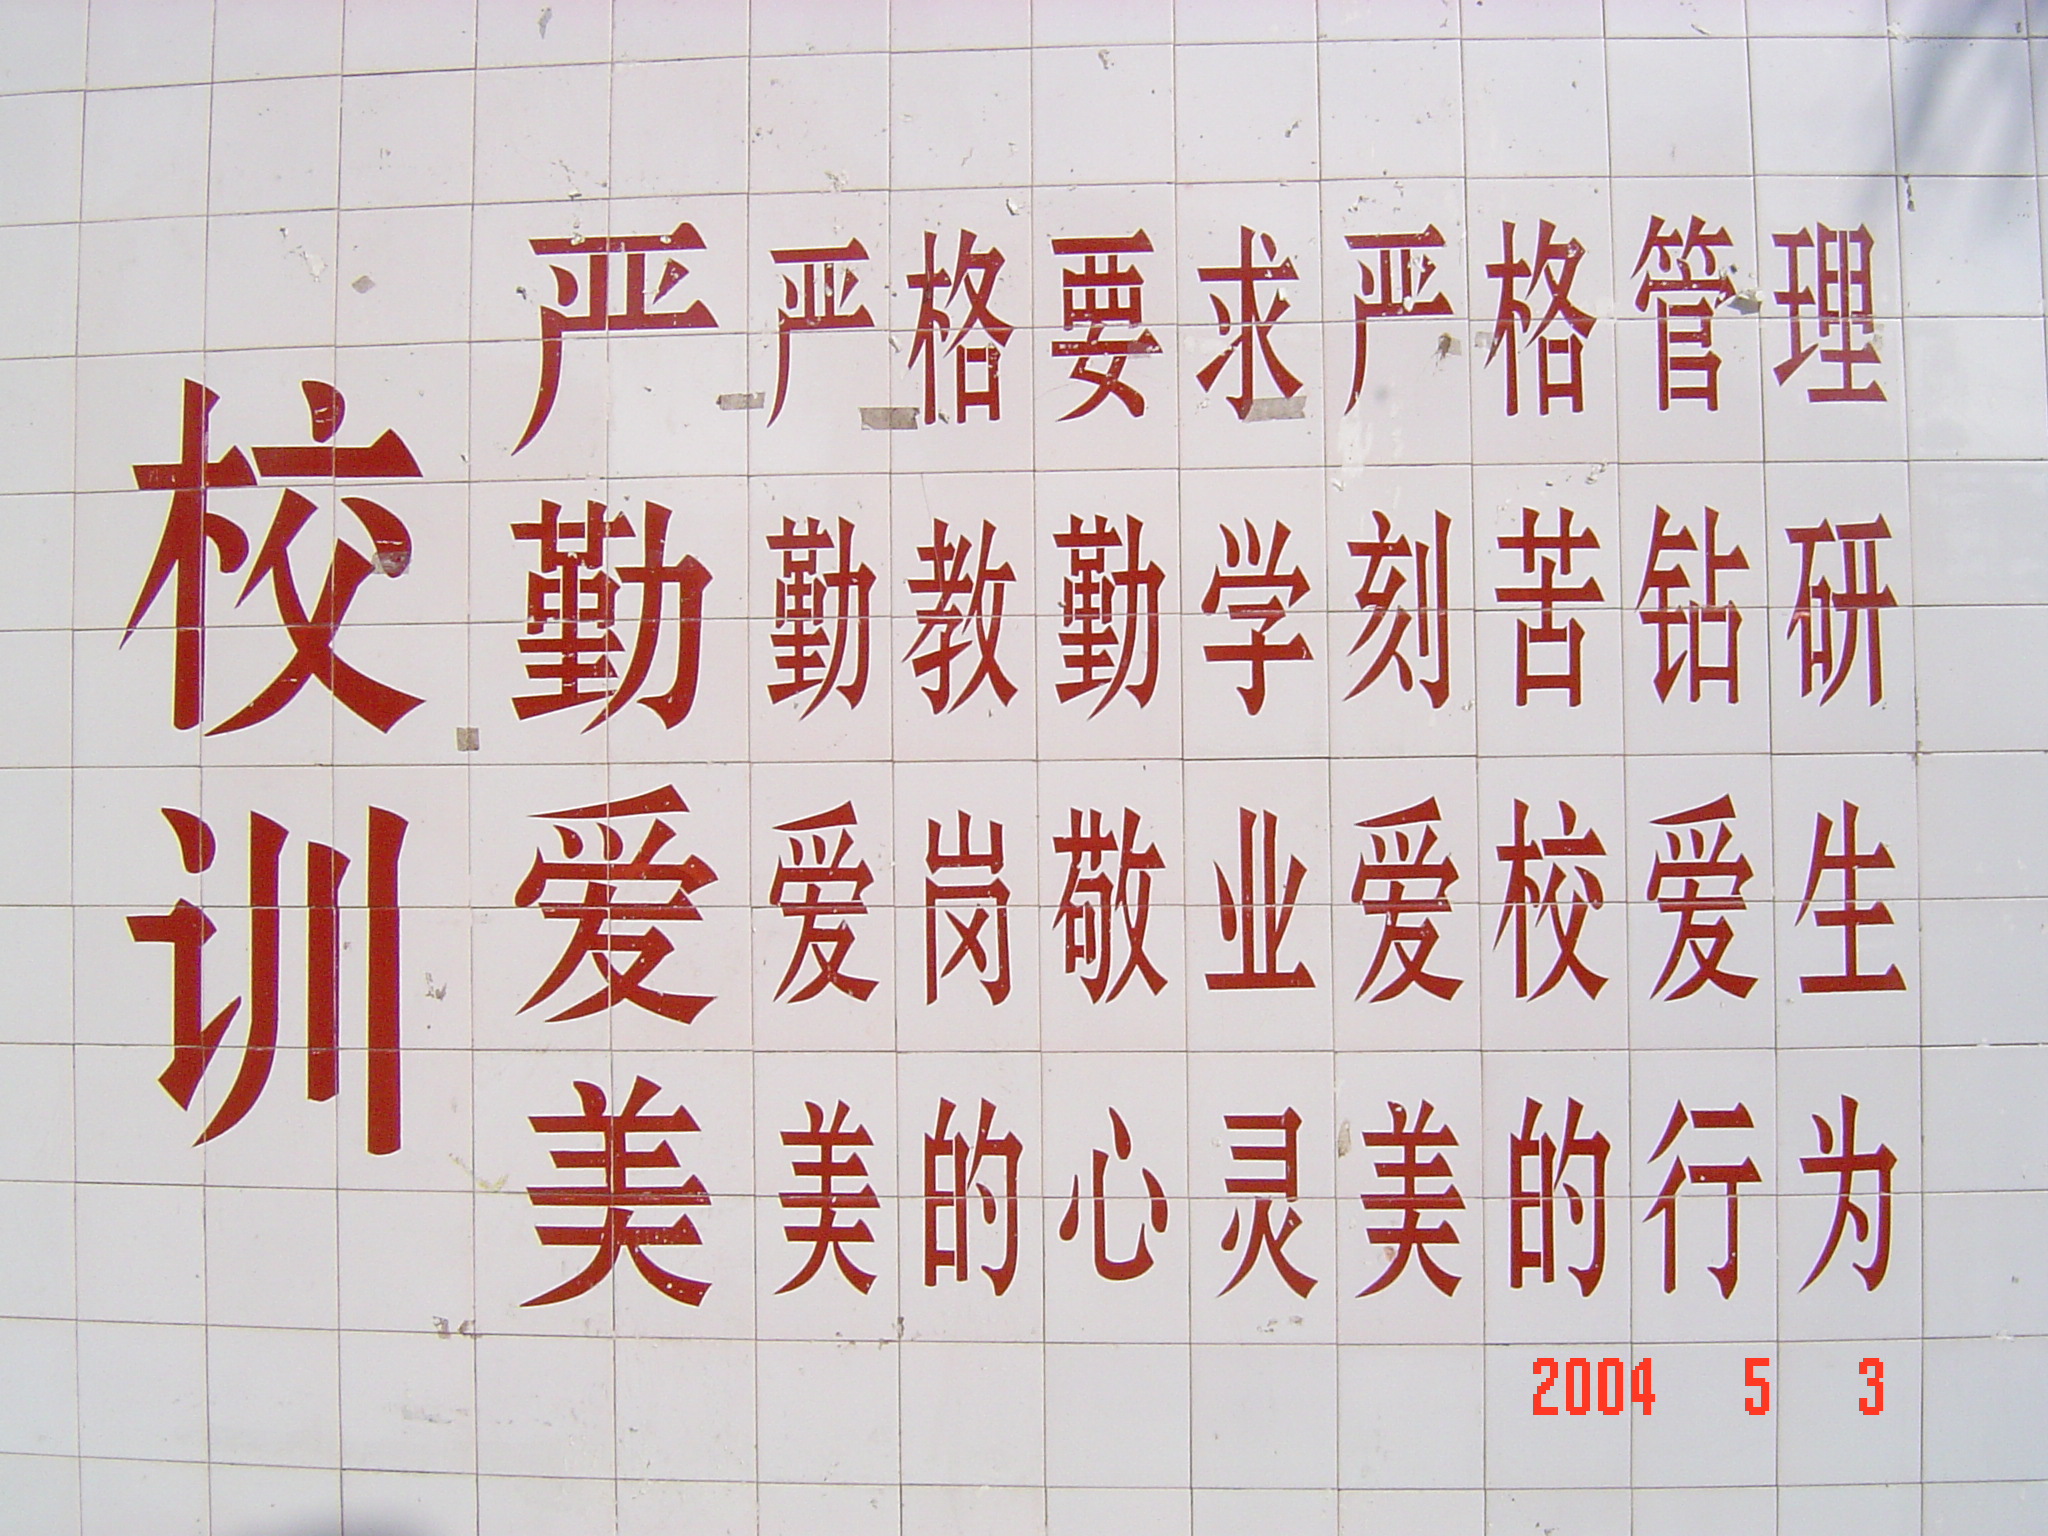 校训
严 严格要求严格管理
勤 勤教勤学刻苦钻研
爱 爱岗敬业爱校爱生
美 美的心灵美的行为
2004 5 3